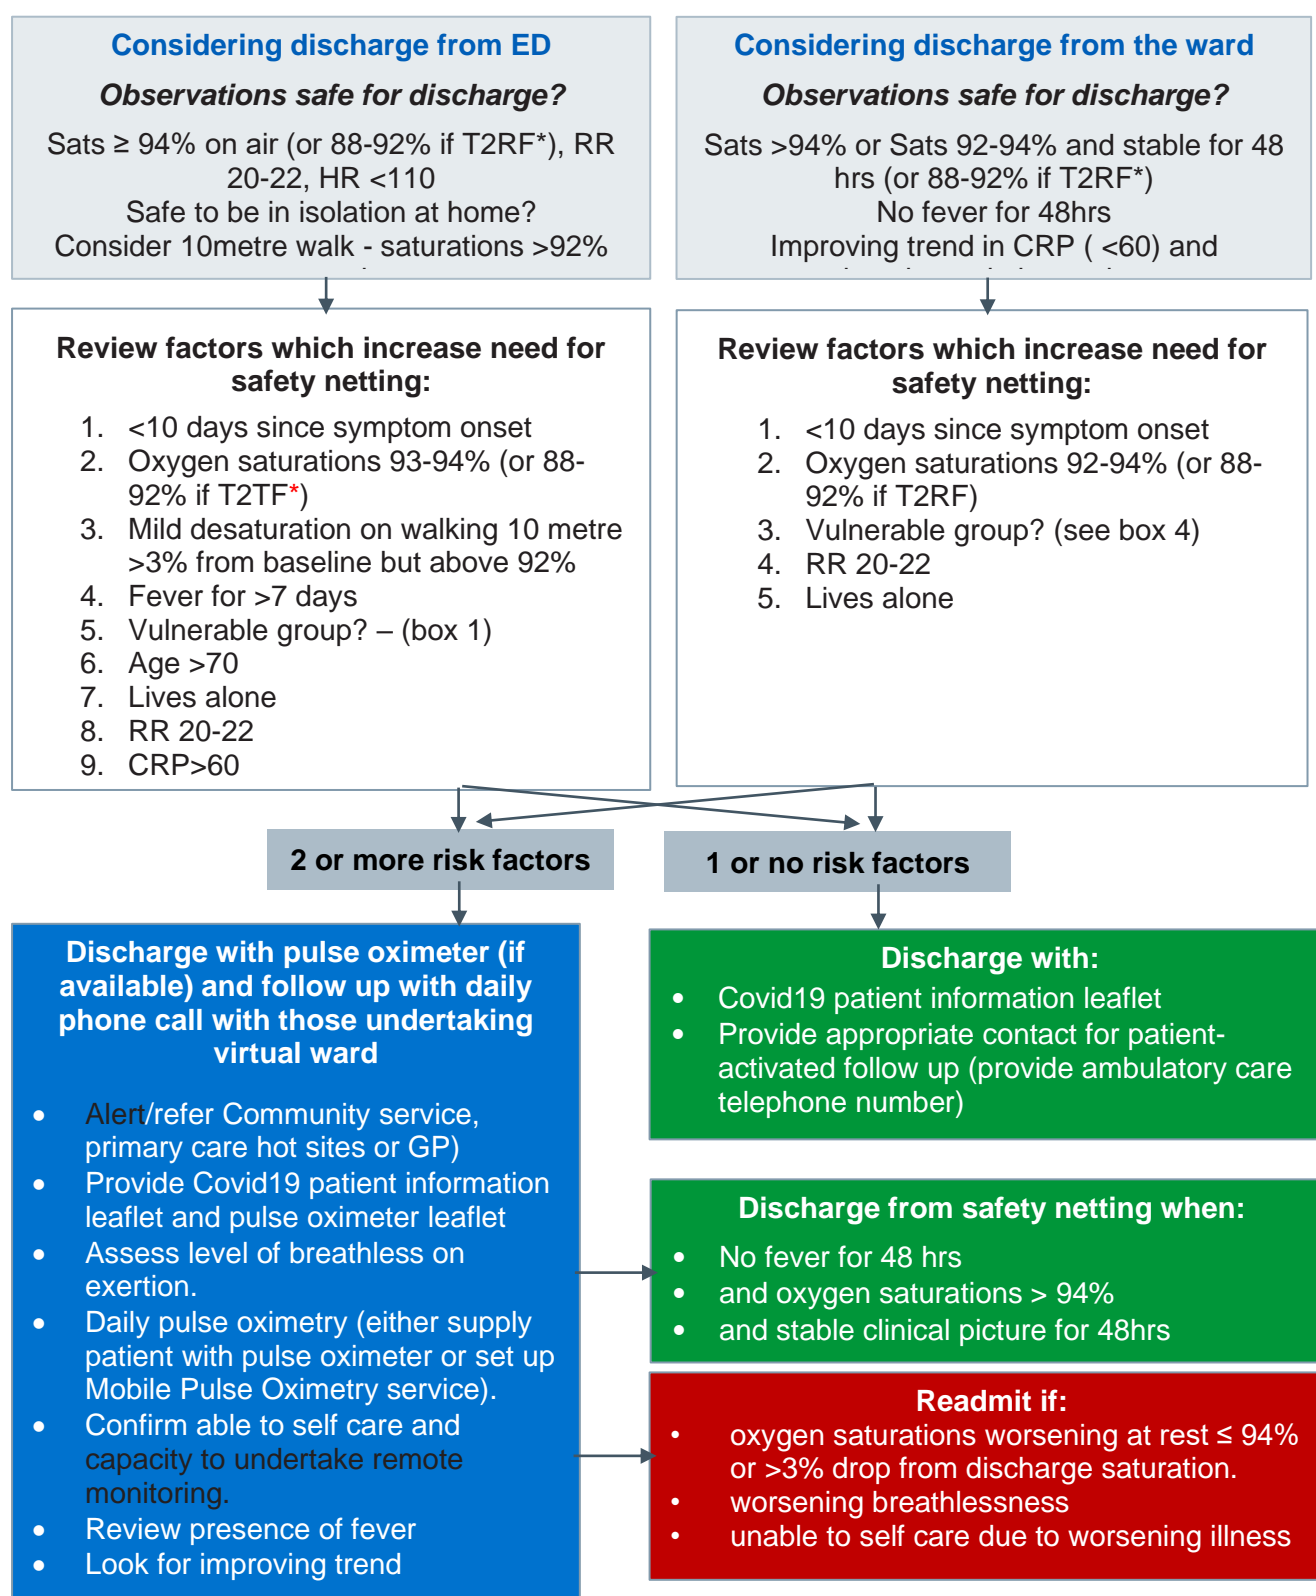 Considering discharge from ED
Observations safe for discharge?
Sats ≥ 94% on air (or 88-92% if T2RF*), RR
20-22, HR <110
Safe to be in isolation at home?
Consider 10metre walk - saturations >92%
Considering discharge from the ward
Observations safe for discharge?
Sats >94% or Sats 92-94% and stable for 48
hrs (or 88-92% if T2RF*)
No fever for 48hrs
Improving trend in CRP ( <60) and
Review factors which increase need for
safety netting:
1. <10 days since symptom onset
2. Oxygen saturations 93-94% (or 88-
92% if T2TF*)
3. Mild desaturation on walking 10 metre
>3% from baseline but above 92%
4. Fever for >7 days
5. Vulnerable group? – (box 1)
6. Age >70
7. Lives alone
8. RR 20-22
9. CRP>60
Review factors which increase need for
safety netting:
1. <10 days since symptom onset
2. Oxygen saturations 92-94% (or 88-
92% if T2RF)
3. Vulnerable group? (see box 4)
4. RR 20-22
5. Lives alone
2 or more risk factors
1 or no risk factors
Discharge with pulse oximeter (if
available) and follow up with daily
phone call with those undertaking
virtual ward
• Alert/refer Community service,
primary care hot sites or GP)
• Provide Covid19 patient information
leaflet and pulse oximeter leaflet
• Assess level of breathless on
exertion.
• Daily pulse oximetry (either supply
patient with pulse oximeter or set up
Mobile Pulse Oximetry service).
• Confirm able to self care and
capacity to undertake remote
monitoring.
• Review presence of fever
• Look for improving trend
Discharge with:
• Covid19 patient information leaflet
• Provide appropriate contact for patient-
activated follow up (provide ambulatory care
telephone number)
Discharge from safety netting when:
• No fever for 48 hrs
• and oxygen saturations > 94%
• and stable clinical picture for 48hrs
Readmit if:
• oxygen saturations worsening at rest ≤ 94%
or >3% drop from discharge saturation.
• worsening breathlessness
• unable to self care due to worsening illness